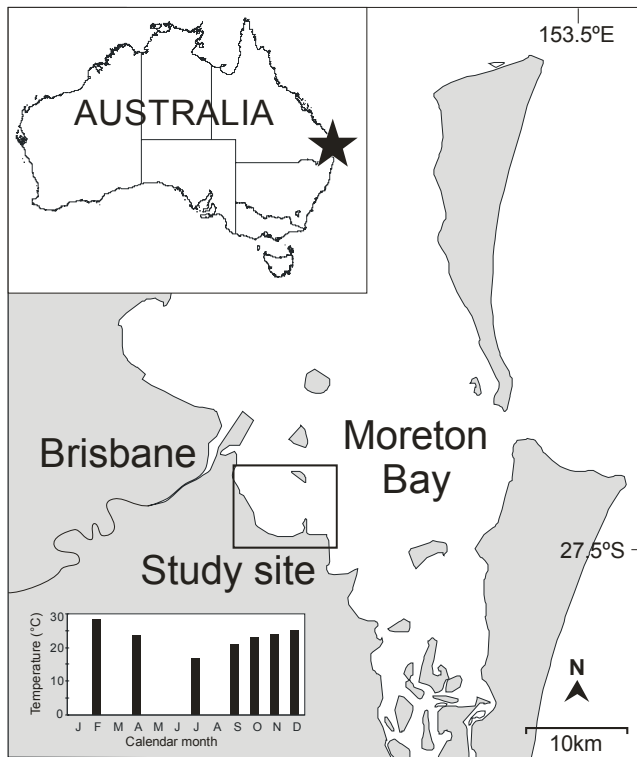 153.5ºE
AUSTRALIA
Brisbane
Moreton
Bay
27.5ºS
Study site
Temperature (°C)
30
20
10
0
J F M A M J J A S O N D
Calendar month
N
10km